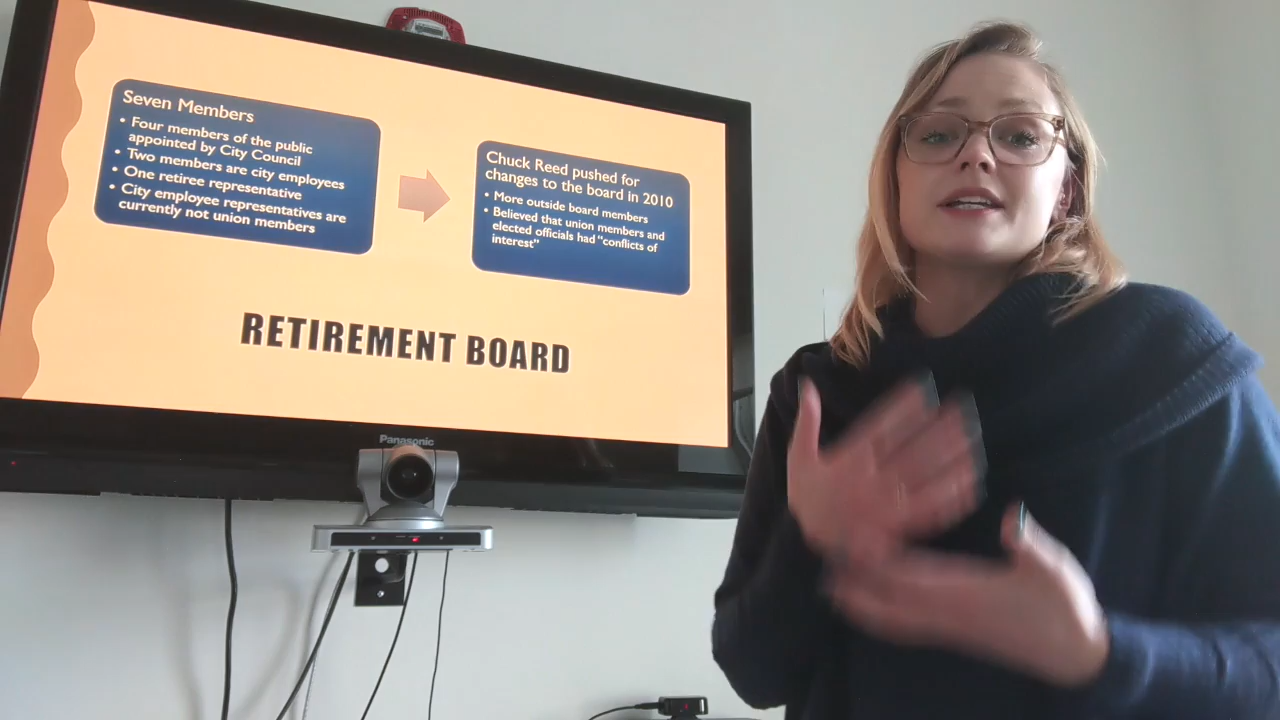 Seven Members
• Four members of the public
appointed by City Council
• Two members are city employees
• One retiree representative
• City employee representatives are
currently not union members
Chuck Reed pushed for
changes to the board in 2010
• More outside board members
• Believed that union members and
elected officials had "conflicts of
interest"
RETIREMENT BOARD
Panasonic